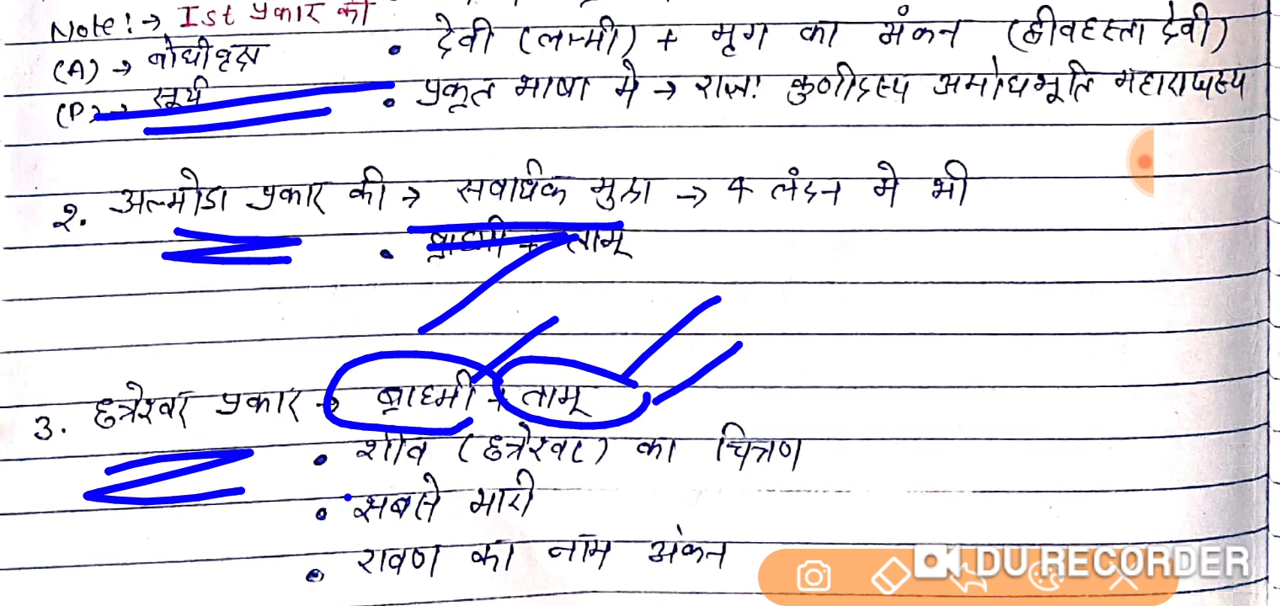 Note:→ Ist प्रकार की
(A) → बोधीवृक्ष • देवी (लक्ष्मी) + मृग का अंकन (द्वीवहस्ता देवी)
(P) → सूर्य • प्रकृत भाषा मे → राज्ञः कुणीद्रस्य अमोघभूति महाराजस्य
2. अल्मोडा प्रकार की → सर्वाधिक मुद्रा → 4 लंदन मे भी
• ब्राह्मी + ताम्र
3. छत्रेश्वर प्रकार → ब्राह्मी + ताम्र
• शीव (छत्रेश्वर) का चित्रण
• सबसे भारी
• रावण का नाम अंकन
DU RECORDER